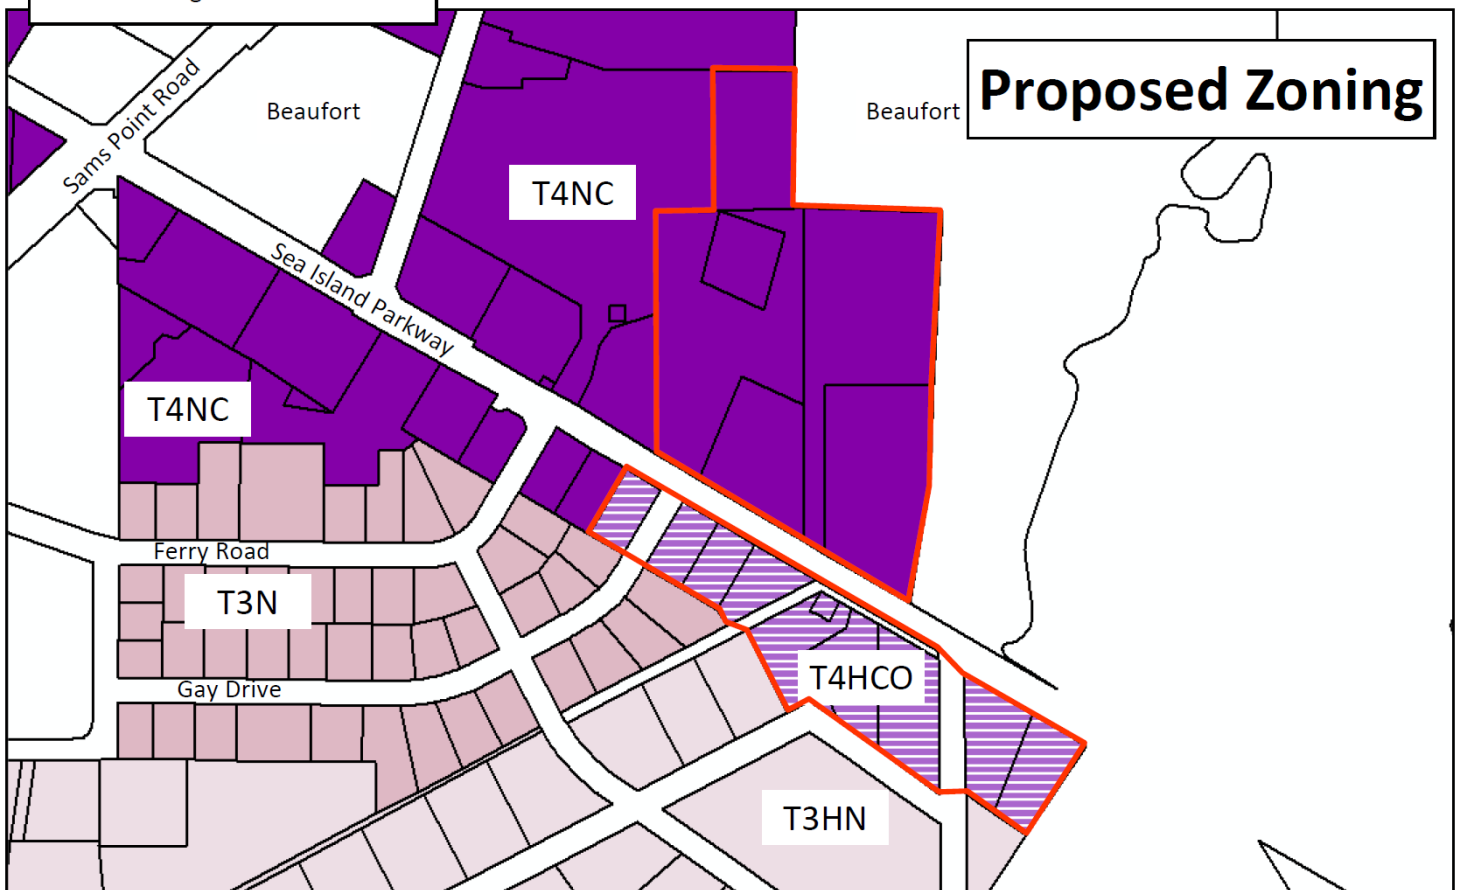 Proposed Zoning
Sams Point Road
Beaufort
Beaufort
T4NC
Sea Island Parkway
T4NC
Ferry Road
T3N
Gay Drive
T4HCO
T3HN